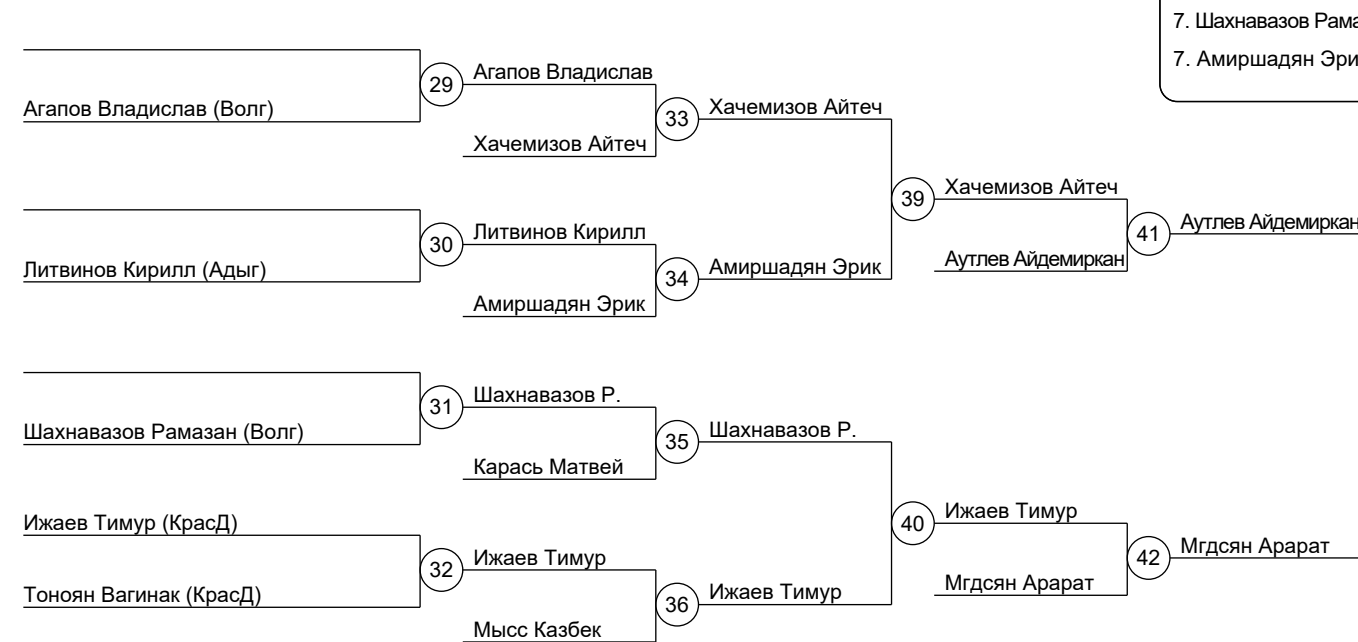 7. Шахнавазов
7. Амиршадян
29
Агапов Владислав
Агапов Владислав (Волг)
33
Хачемизов Айтеч
Хачемизов Айтеч
39
Хачемизов Айтеч
30
Литвинов Кирилл
41
Аутлев Айдемиркан
Литвинов Кирилл (Адыг)
34
Амиршадян Эрик
Аутлев Айдемиркан
Амиршадян Эрик
31
Шахнавазов Р.
Шахнавазов Рамазан (Волг)
35
Шахнавазов Р.
Карась Матвей
Ижаев Тимур (КрасД)
40
Ижаев Тимур
32
Ижаев Тимур
42
Мгдсян Арарат
Тоноян Вагинак (КрасД)
36
Ижаев Тимур
Мгдсян Арарат
Мысс Казбек